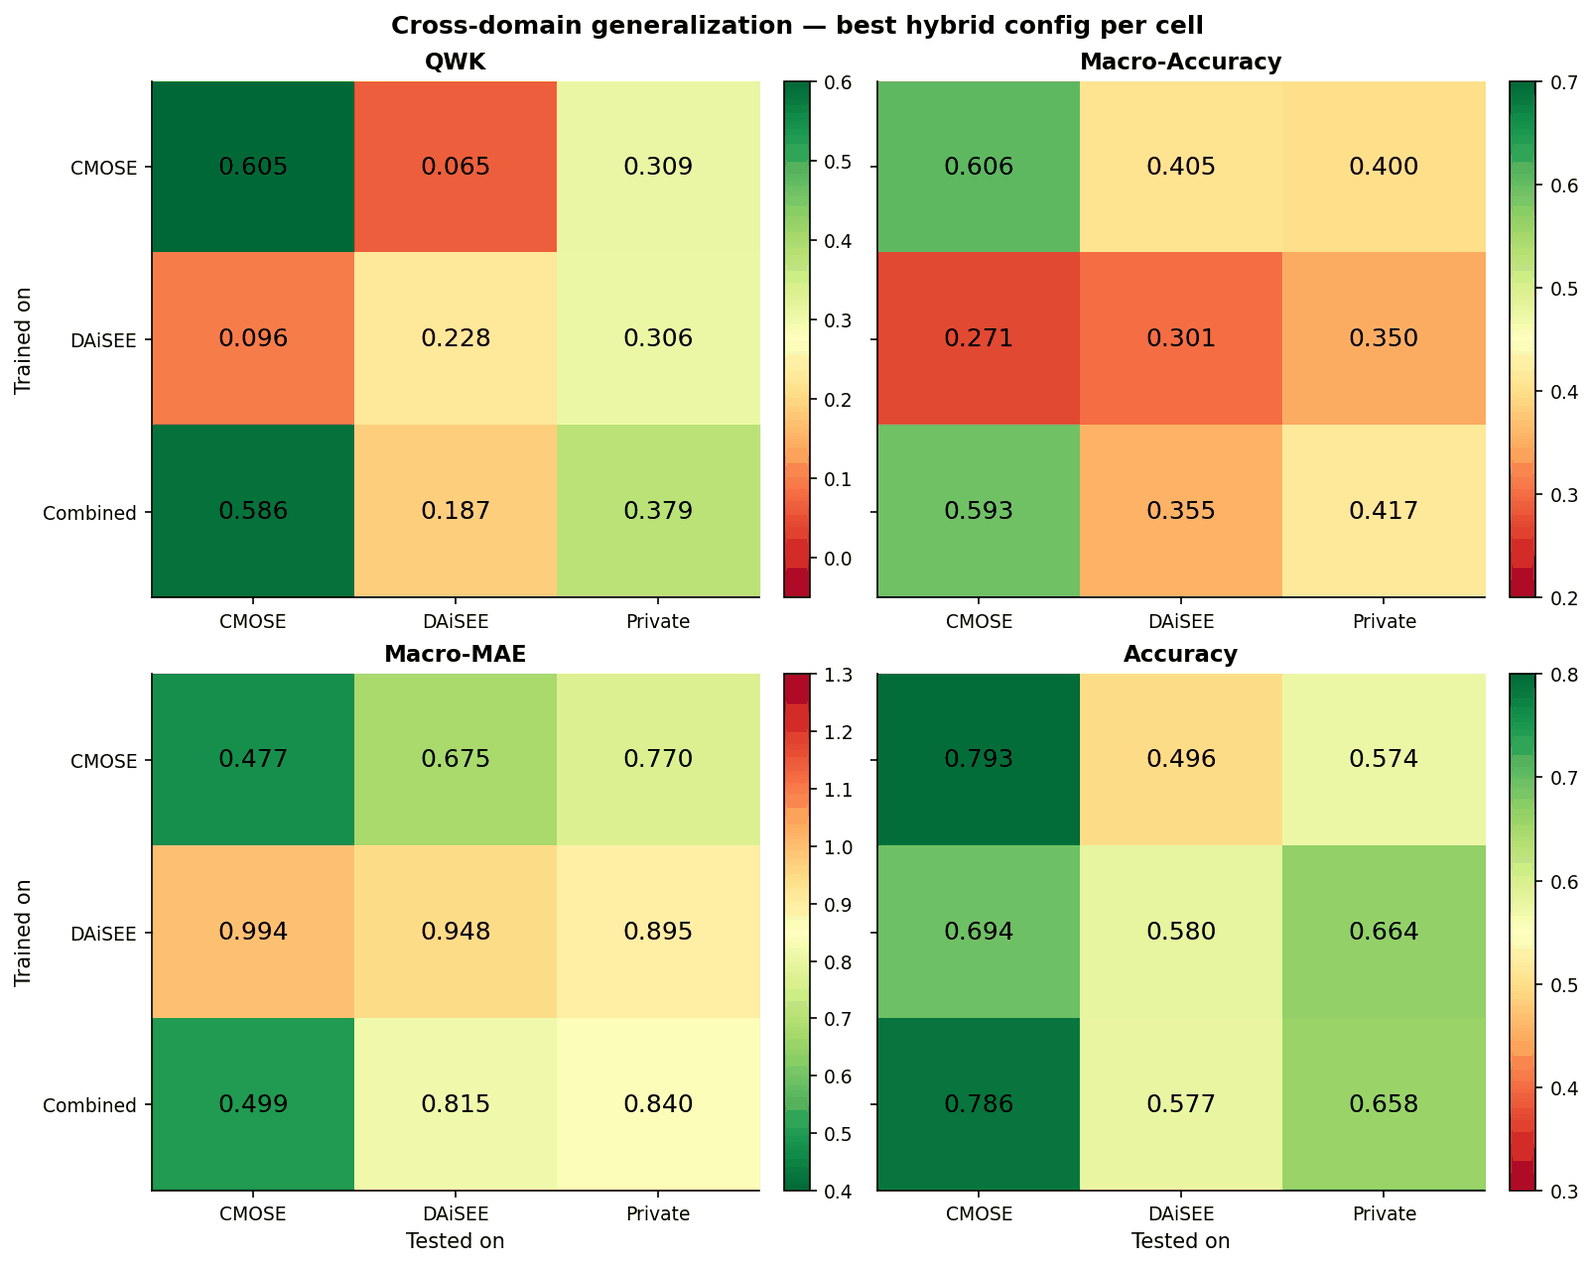 Cross-domain generalization — best hybrid config per cell
QWK
Macro-Accuracy
Trained on
CMOSE
DAiSEE
Combined
0.605 0.065 0.309
0.096 0.228 0.306
0.586 0.187 0.379
CMOSE DAiSEE Private
0.6
0.5
0.4
0.3
0.2
0.1
0.0
0.606 0.405 0.400
0.271 0.301 0.350
0.593 0.355 0.417
CMOSE DAiSEE Private
0.7
0.6
0.5
0.4
0.3
0.2
Macro-MAE
Accuracy
Trained on
CMOSE
DAiSEE
Combined
0.477 0.675 0.770
0.994 0.948 0.895
0.499 0.815 0.840
CMOSE DAiSEE Private
Tested on
1.3
1.2
1.1
1.0
0.9
0.8
0.7
0.6
0.5
0.4
0.793 0.496 0.574
0.694 0.580 0.664
0.786 0.577 0.658
CMOSE DAiSEE Private
Tested on
0.8
0.7
0.6
0.5
0.4
0.3